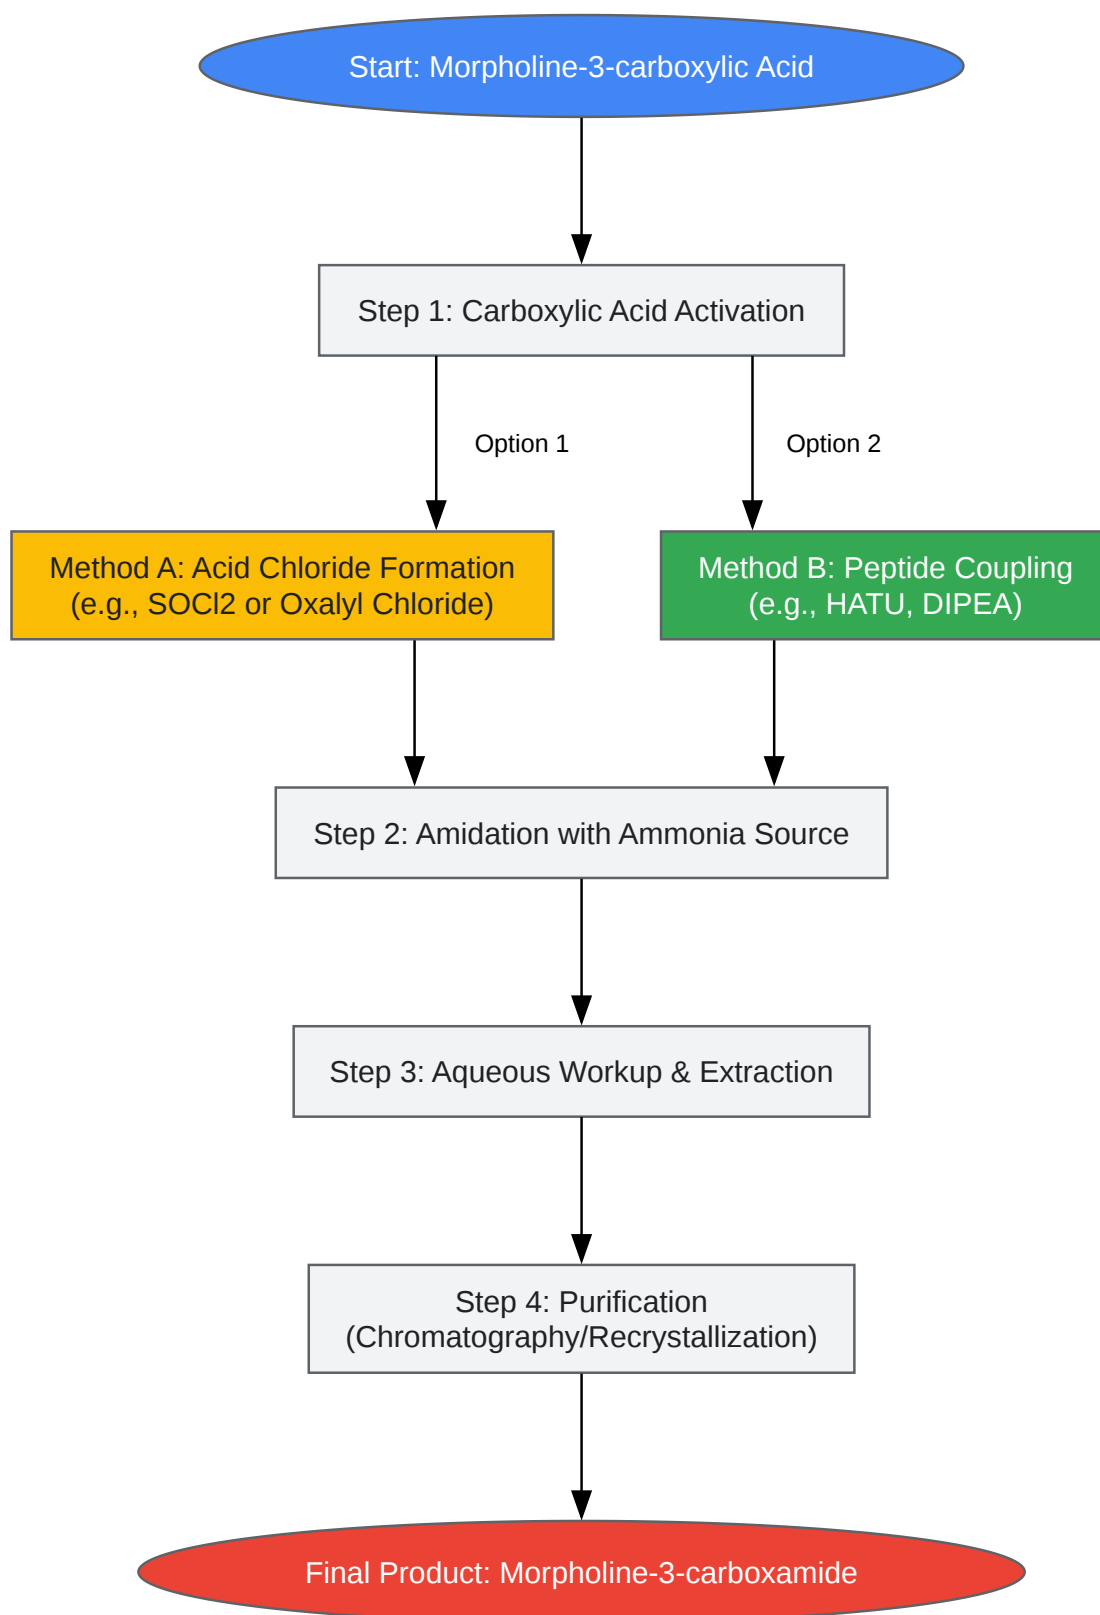 Start: Morpholine-3-carboxylic Acid
Step 1: Carboxylic Acid Activation
Option 1
Option 2
Method A: Acid Chloride Formation
(e.g., SOCl2 or Oxalyl Chloride)
Method B: Peptide Coupling
(e.g., HATU, DIPEA)
Step 2: Amidation with Ammonia Source
Step 3: Aqueous Workup & Extraction
Step 4: Purification
(Chromatography/Recrystallization)
Final Product: Morpholine-3-carboxamide